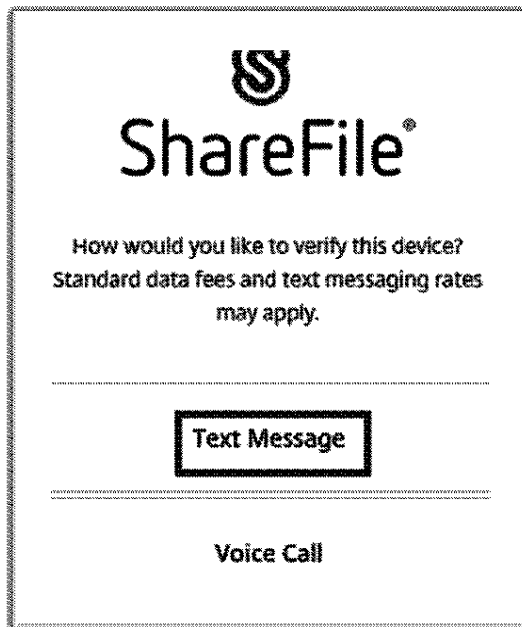 ShareFile®
How would you like to verify this device?
Standard data fees and text messaging rates
may apply.
Text Message
Voice Call